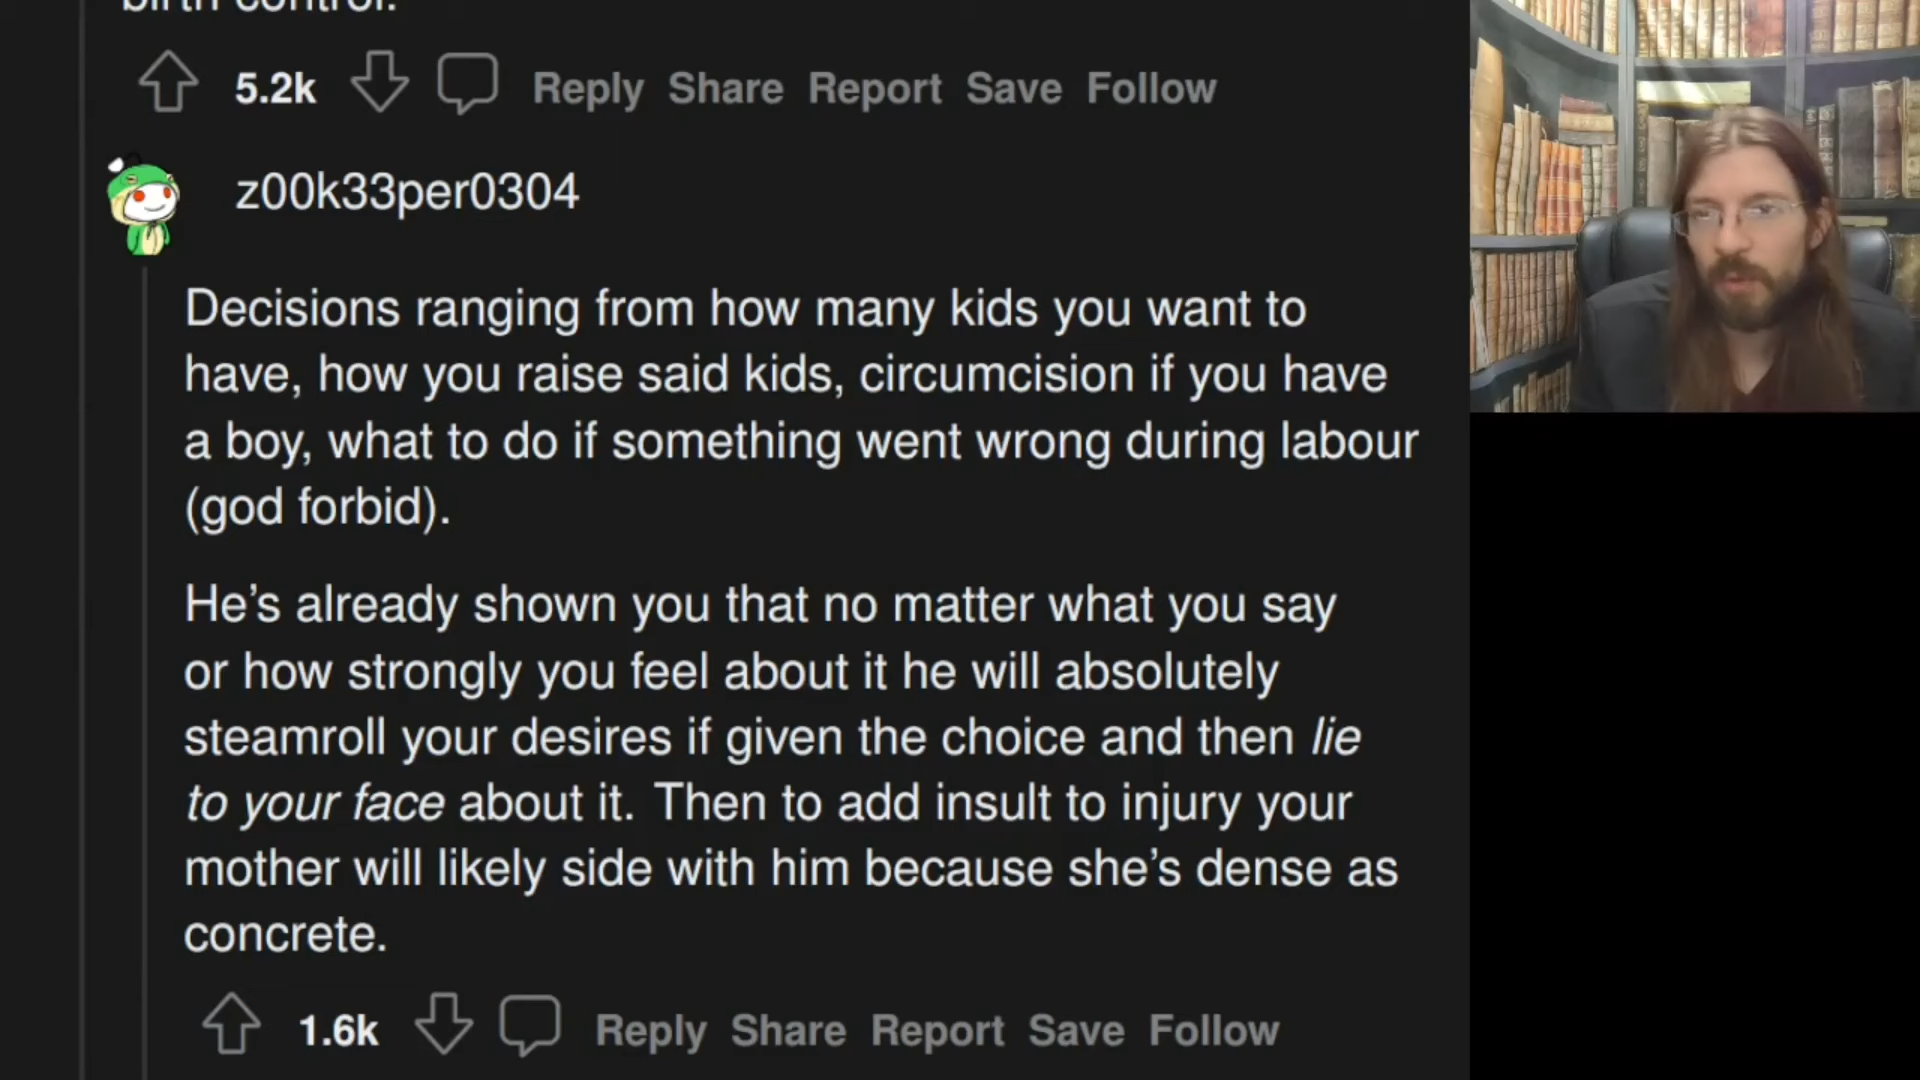 birth control.
5.2k Reply Share Report Save Follow
z00k33per0304
Decisions ranging from how many kids you want to
have, how you raise said kids, circumcision if you have
a boy, what to do if something went wrong during labour
(god forbid).
He's already shown you that no matter what you say
or how strongly you feel about it he will absolutely
steamroll your desires if given the choice and then lie
to your face about it. Then to add insult to injury your
mother will likely side with him because she's dense as
concrete.
1.6k Reply Share Report Save Follow